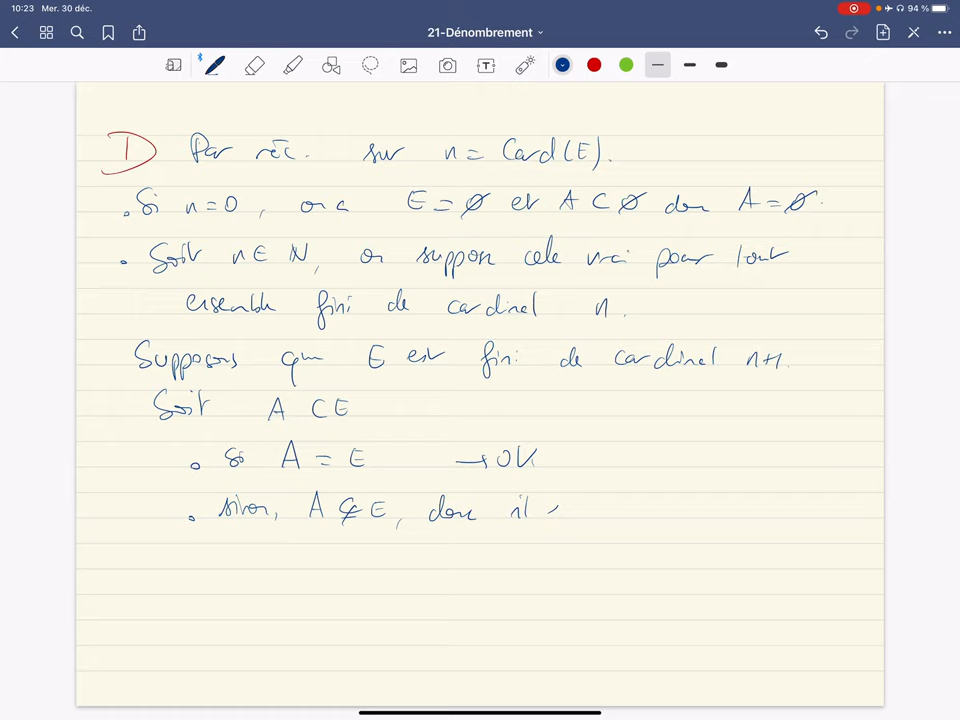 10:23 Mer. 30 déc.
94 %
21-Dénombrement
T
D Par réc. sur n = Card(E).
. Si n=0, on a E = ∅ et A ⊂ ∅ donc A = ∅.
. Soit n ∈ ℕ, on suppose cela vrai pour tout
ensemble fini de cardinal n.
Supposons que E est fini de cardinal n+1.
Soit A ⊂ E
. si A = E → OK
. sinon, A ⊊ E, donc il